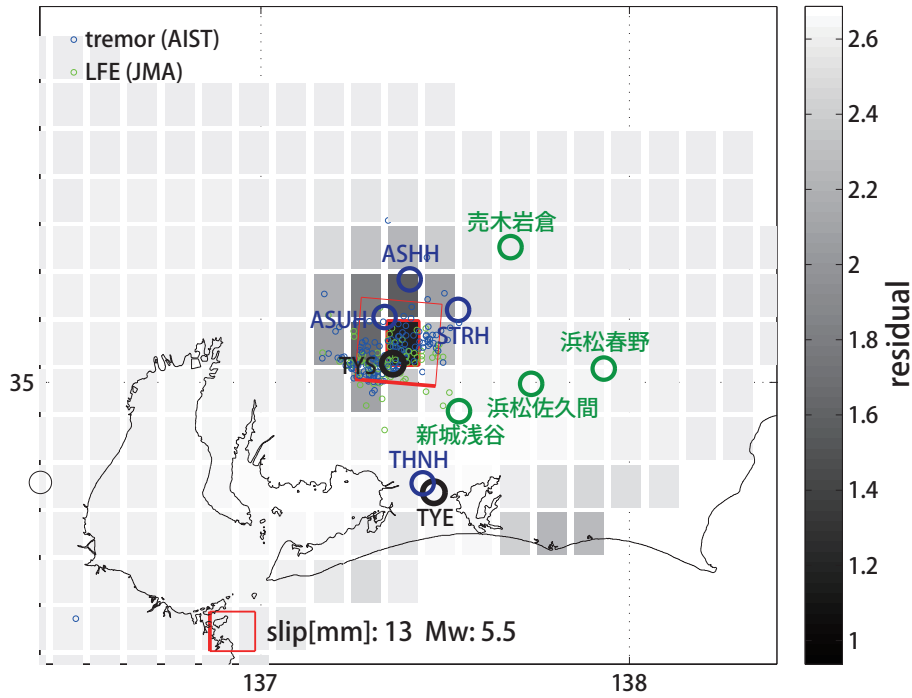 tremor (AIST)
LFE (JMA)
売木岩倉
ASHH
ASUH
STRH
浜松春野
TYS
35
浜松佐久間
新城浅谷
THNH
TYE
slip[mm]: 13 Mw: 5.5
137
138
2.6
2.4
2.2
2
1.8
1.6
1.4
1.2
1
residual